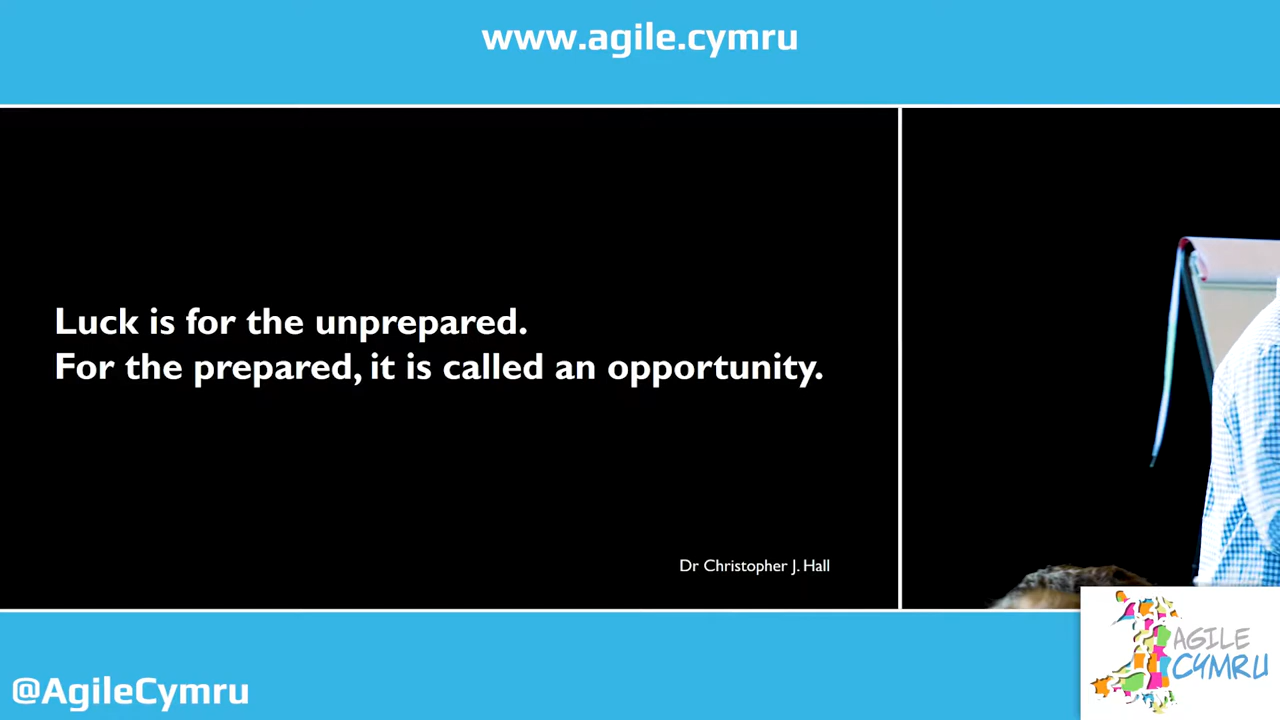 www.agile.cymru
Luck is for the unprepared.
For the prepared, it is called an opportunity.
Dr Christopher J. Hall
@AgileCymru
AGILE
CYMRU